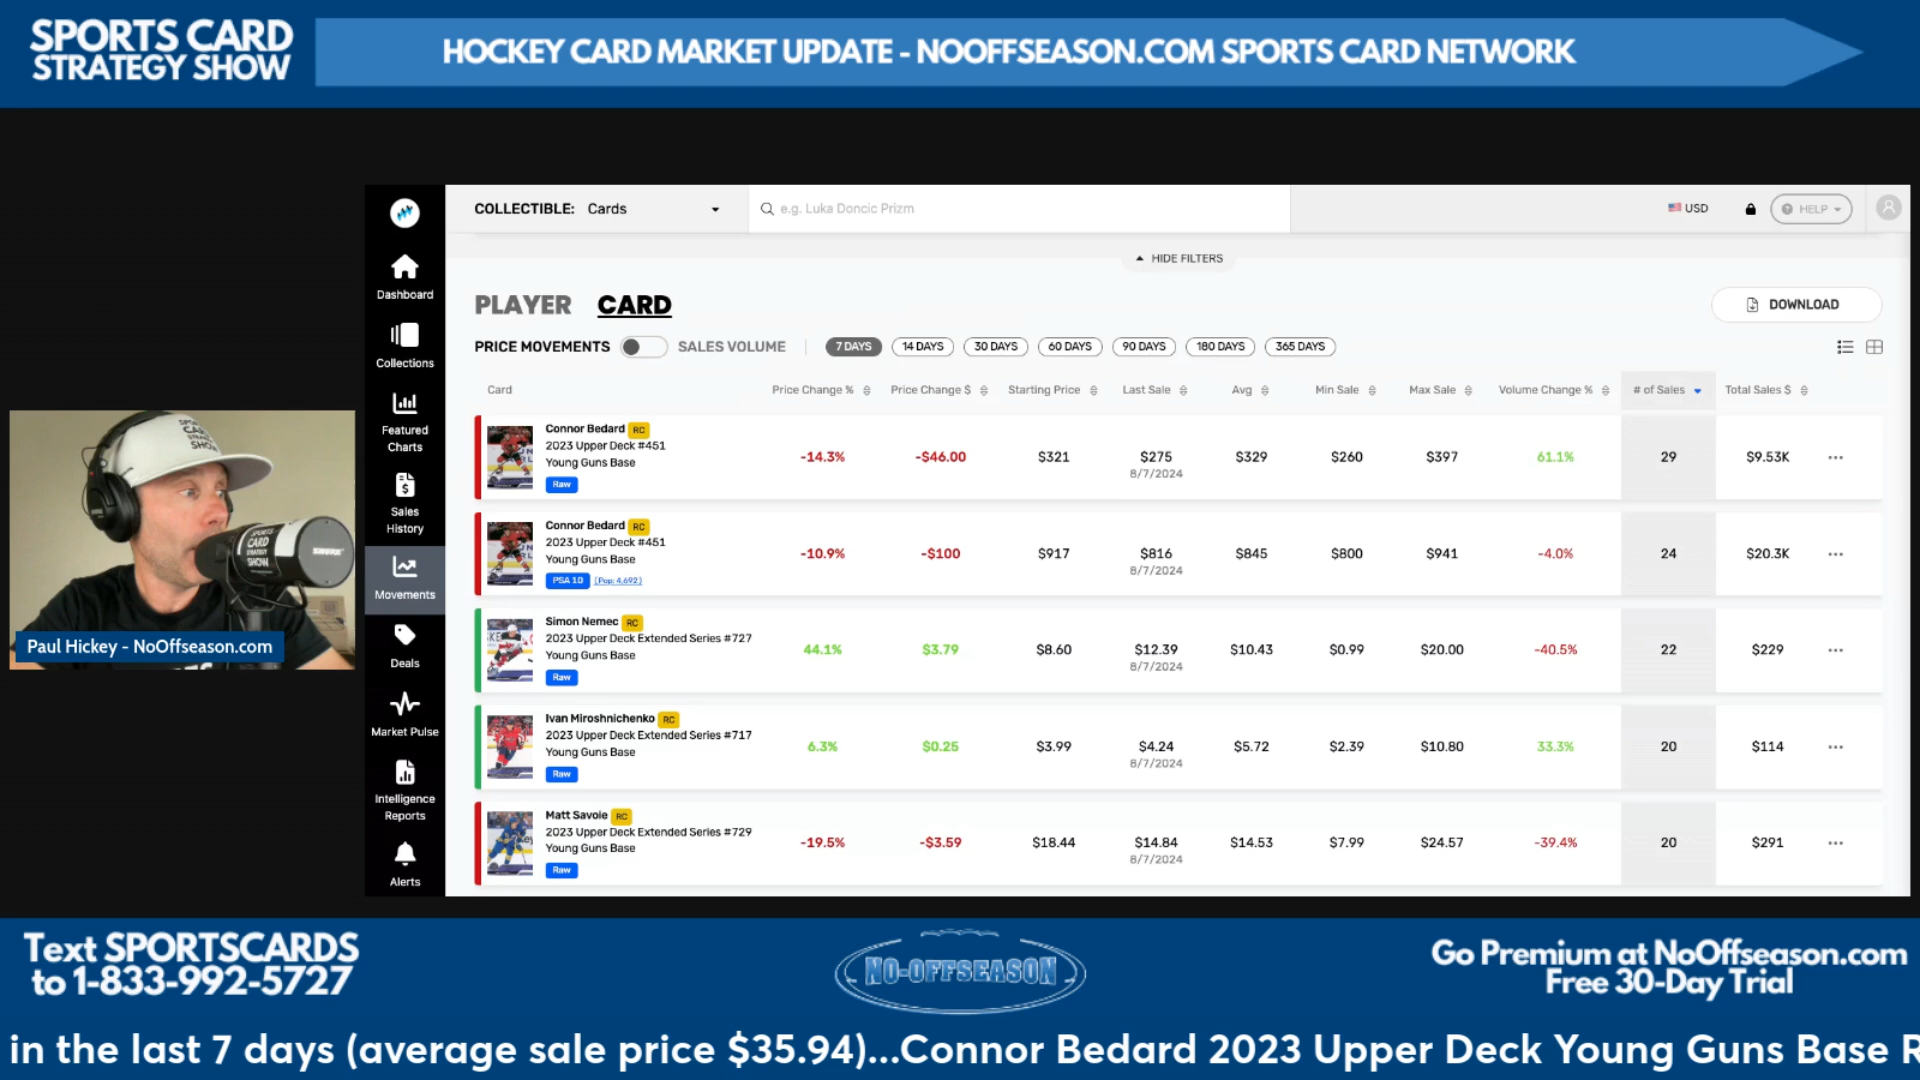 SPORTS CARD
STRATEGY SHOW
HOCKEY CARD MARKET UPDATE - NOOFFSEASON.COM SPORTS CARD NETWORK
COLLECTIBLE: Cards
e.g. Luka Doncic Prizm
USD
HELP
HIDE FILTERS
PLAYER CARD
DOWNLOAD
PRICE MOVEMENTS SALES VOLUME
7 DAYS 14 DAYS 30 DAYS 60 DAYS 90 DAYS 180 DAYS 365 DAYS
Card Price Change % Price Change $ Starting Price Last Sale Avg Min Sale Max Sale Volume Change % # of Sales Total Sales $
Connor Bedard RC
2023 Upper Deck #451
Young Guns Base
Raw
-14.3% -$46.00 $321 $275 $329 $260 $397 61.1% 29 $9.53K
8/7/2024
Connor Bedard RC
2023 Upper Deck #451
Young Guns Base
PSA 10 (Pop: 4,692)
-10.9% -$100 $917 $816 $845 $800 $941 -4.0% 24 $20.3K
8/7/2024
Simon Nemec RC
2023 Upper Deck Extended Series #727
Young Guns Base
Raw
44.1% $3.79 $8.60 $12.39 $10.43 $0.99 $20.00 -40.5% 22 $229
8/7/2024
Ivan Miroshnichenko RC
2023 Upper Deck Extended Series #717
Young Guns Base
Raw
6.3% $0.25 $3.99 $4.24 $5.72 $2.39 $10.80 33.3% 20 $114
8/7/2024
Matt Savoie RC
2023 Upper Deck Extended Series #729
Young Guns Base
Raw
-19.5% -$3.59 $18.44 $14.84 $14.53 $7.99 $24.57 -39.4% 20 $291
8/7/2024
Dashboard
Collections
Featured
Charts
Sales
History
Movements
Deals
Market Pulse
Intelligence
Reports
Alerts
SPORTS
CARD
STRATEGY
SHOW
SHURE
Paul Hickey - NoOffseason.com
Text SPORTSCARDS
to 1-833-992-5727
NO-OFFSEASON
Go Premium at NoOffseason.com
Free 30-Day Trial
in the last 7 days (average sale price $35.94)...Connor Bedard 2023 Upper Deck Young Guns Base R